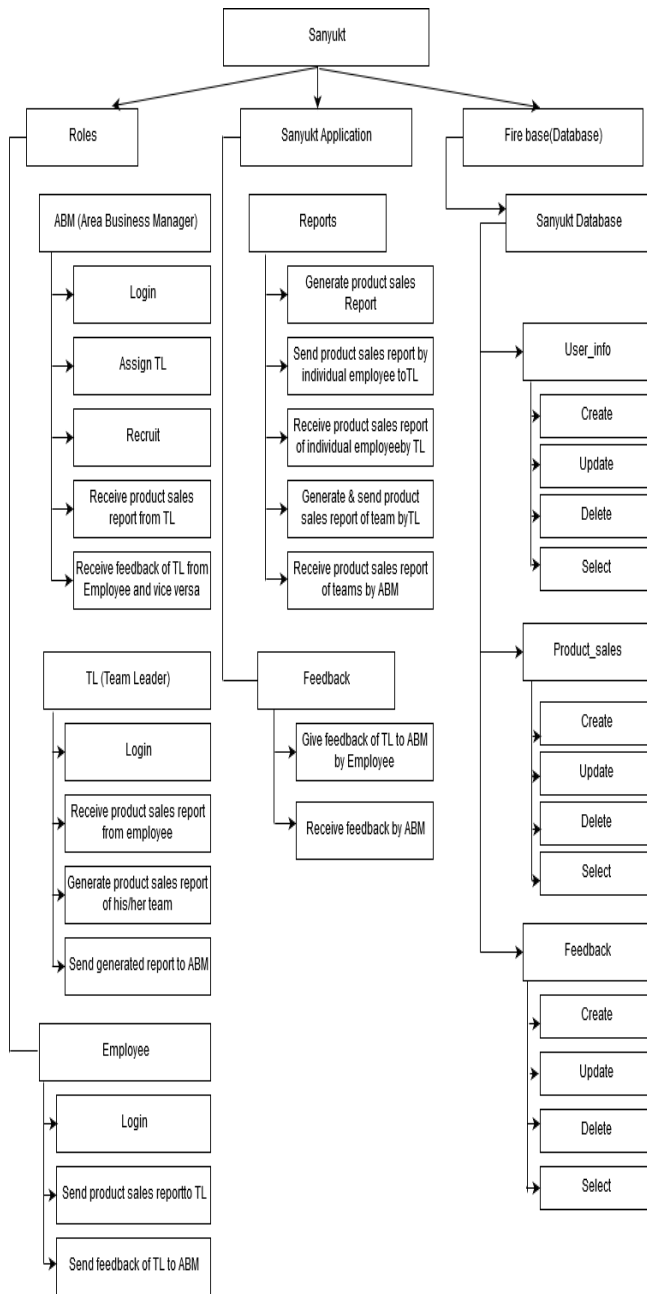 Sanyukt
Roles
Sanyukt Application
Fire base(Database)
ABM (Area Business Manager)
Login
Assign TL
Recruit
Receive product sales
report from TL
Receive feedback of TL from
Employee and vice versa
TL (Team Leader)
Login
Receive product sales report
from employee
Generate product sales report
of his/her team
Send generated report to ABM
Employee
Login
Send product sales reportto TL
Send feedback of TL to ABM
Reports
Generate product sales
Report
Send product sales report by
individual employee toTL
Receive product sales report
of individual employeeby TL
Generate & send product
sales report of team byTL
Receive product sales report
of teams by ABM
Feedback
Give feedback of TL to ABM
by Employee
Receive feedback by ABM
Sanyukt Database
User_info
Create
Update
Delete
Select
Product_sales
Create
Update
Delete
Select
Feedback
Create
Update
Delete
Select